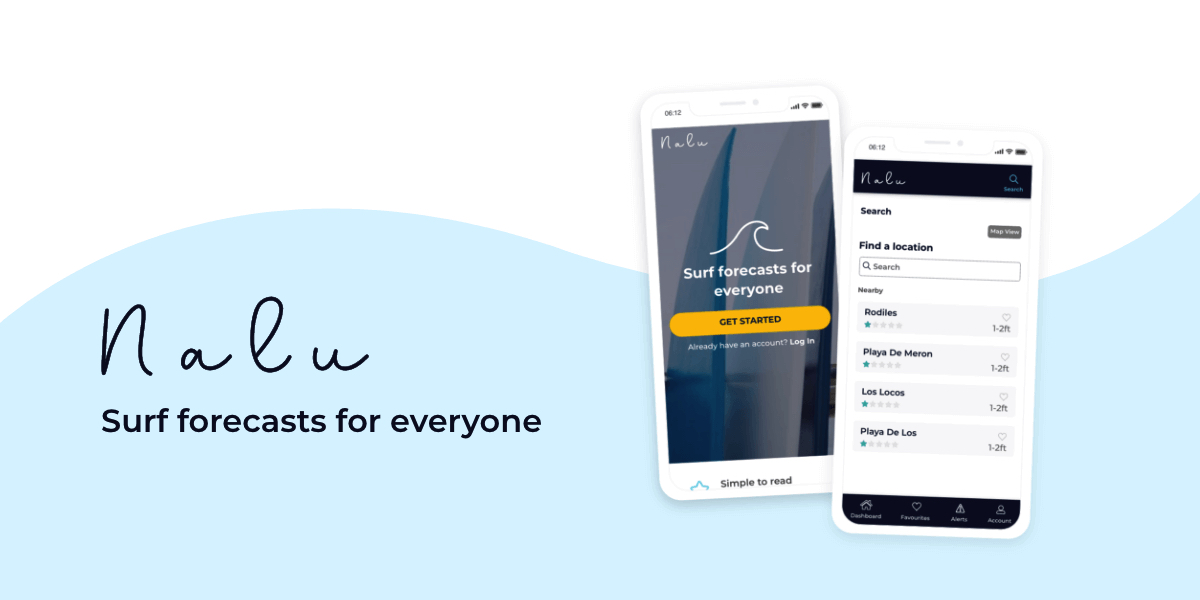 Nalu
Surf forecasts for everyone
06:12
Nalu
Surf forecasts for
everyone
GET STARTED
Already have an account? Log In
Simple to read
06:12
Nalu
Search
Search
Map View
Find a location
Search
Nearby
Rodiles
1-2ft
Playa De Meron
1-2ft
Los Locos
1-2ft
Playa De Los
1-2ft
Dashboard
Favourites
Alerts
Account